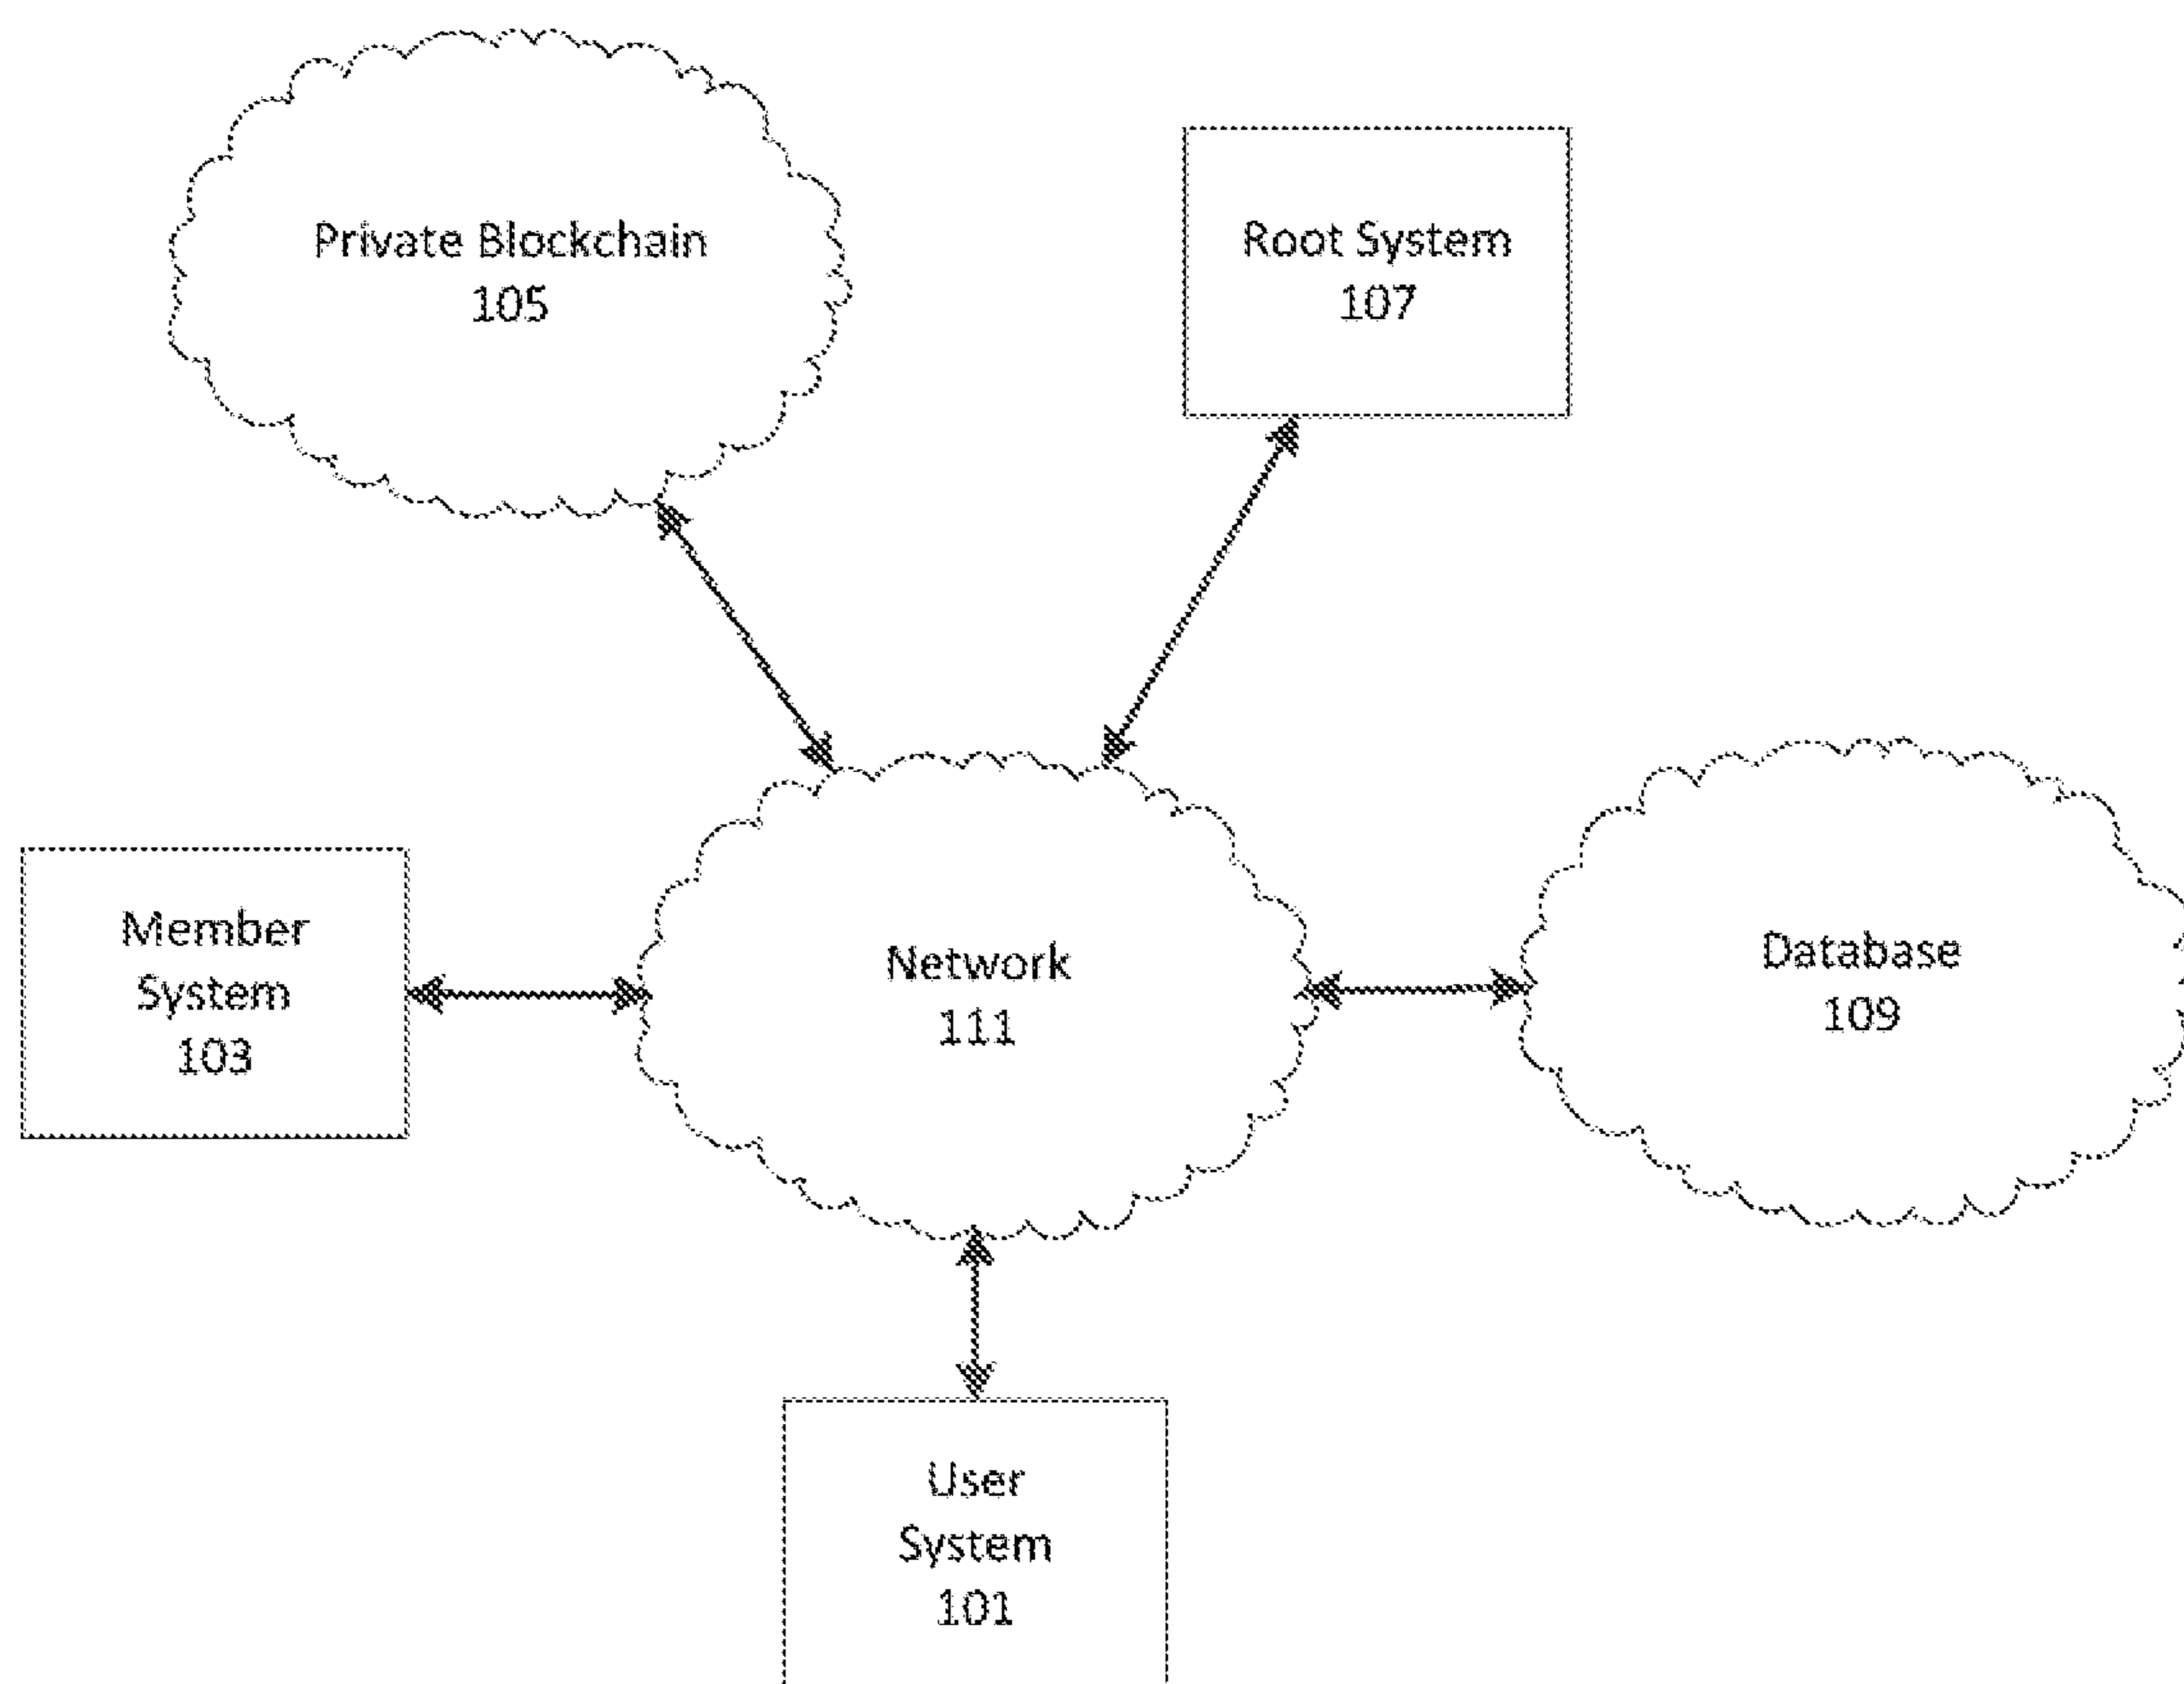 Private Blockchain
105
Root System
107
Member
System
103
Network
111
Database
109
User
System
101